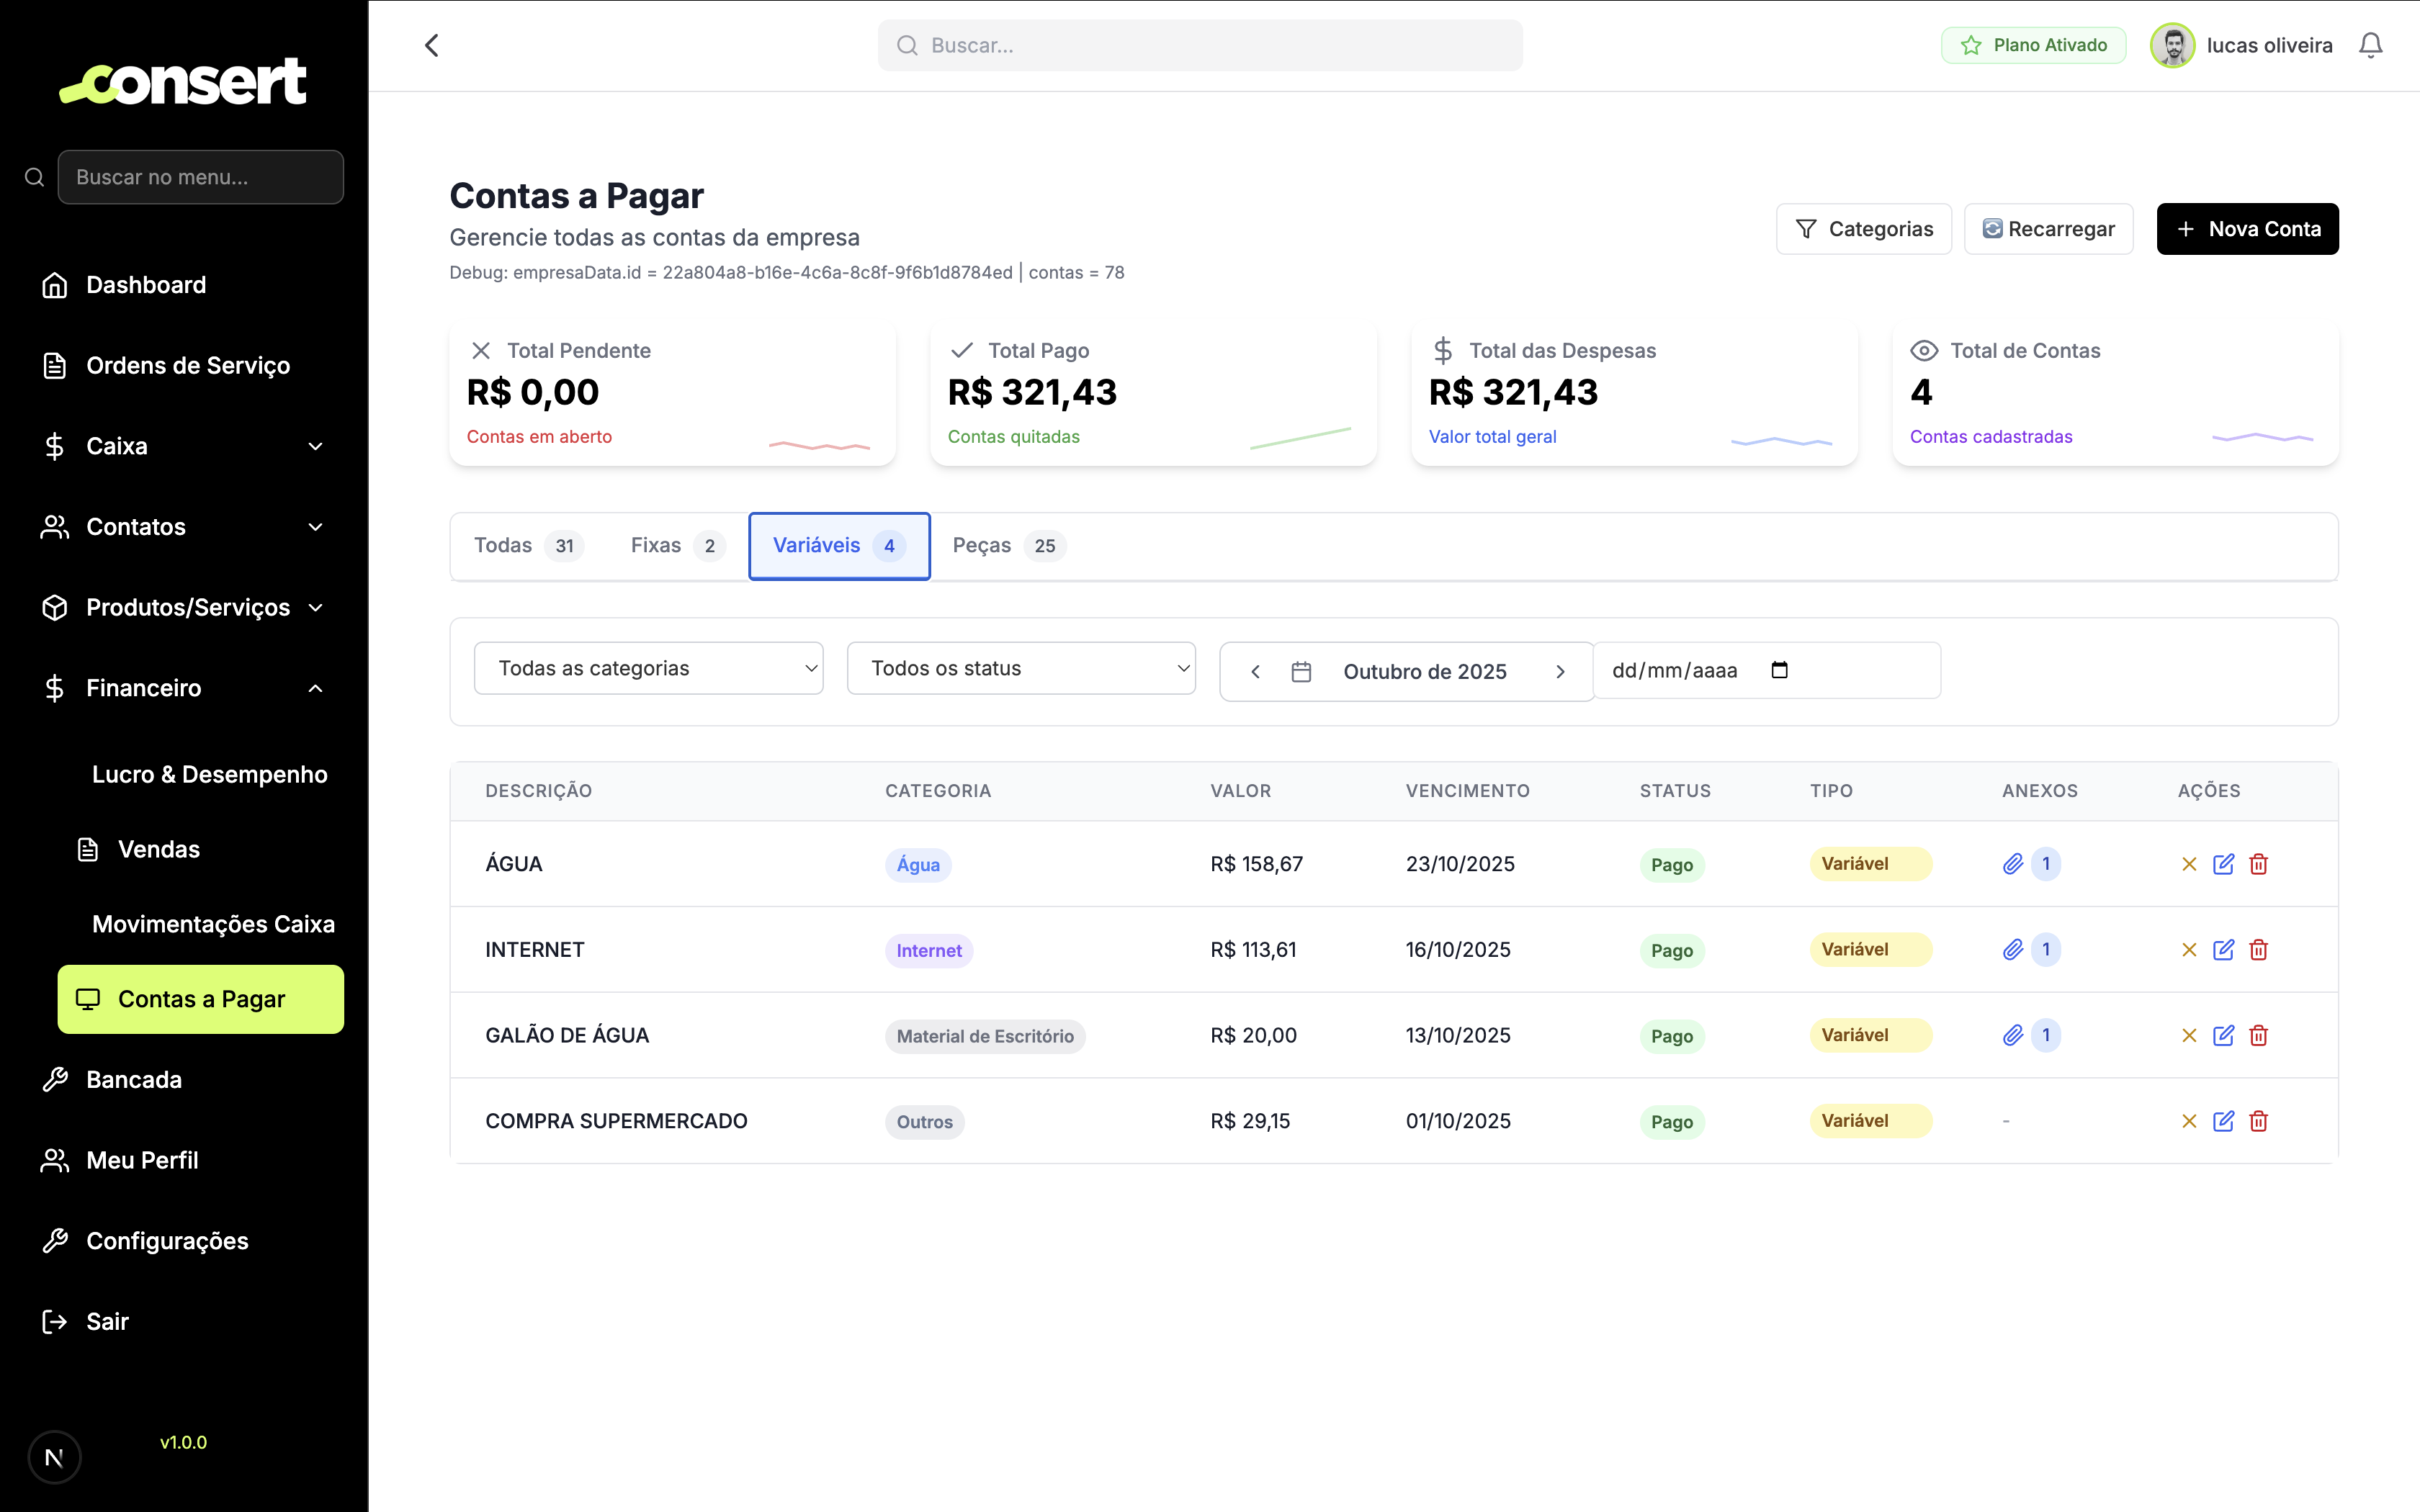 consert
Buscar no menu...
Dashboard
Ordens de Serviço
Caixa
Contatos
Produtos/Serviços
Financeiro
Lucro & Desempenho
Vendas
Movimentações Caixa
Contas a Pagar
Bancada
Meu Perfil
Configurações
Sair
N
v1.0.0
Buscar...
Plano Ativado
lucas oliveira
Contas a Pagar
Gerencie todas as contas da empresa
Debug: empresaData.id = 22a804a8-b16e-4c6a-8c8f-9f6b1d8784ed | contas = 78
Categorias
Recarregar
Nova Conta
Total Pendente
R$ 0,00
Contas em aberto
Total Pago
R$ 321,43
Contas quitadas
Total das Despesas
R$ 321,43
Valor total geral
Total de Contas
4
Contas cadastradas
Todas 31 Fixas 2 Variáveis 4 Peças 25
Todas as categorias Todos os status Outubro de 2025 dd/mm/aaaa
DESCRIÇÃO CATEGORIA VALOR VENCIMENTO STATUS TIPO ANEXOS AÇÕES
ÁGUA Água R$ 158,67 23/10/2025 Pago Variável 1
INTERNET Internet R$ 113,61 16/10/2025 Pago Variável 1
GALÃO DE ÁGUA Material de Escritório R$ 20,00 13/10/2025 Pago Variável 1
COMPRA SUPERMERCADO Outros R$ 29,15 01/10/2025 Pago Variável -